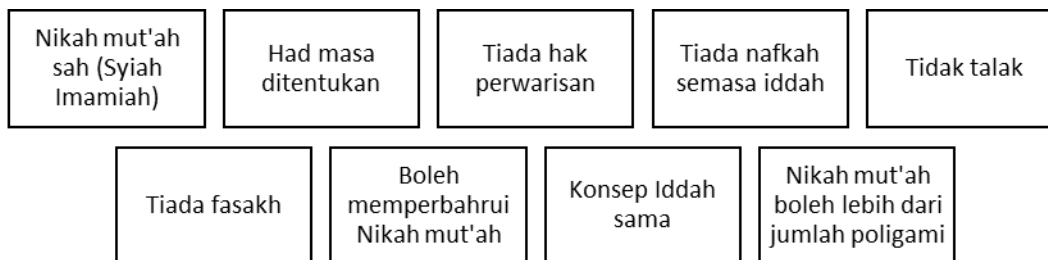 Nikah mut'ah
sah (Syiah
Imamiah)
Had masa
ditentukan
Tiada hak
perwarisan
Tiada nafkah
semasa iddah
Tidak talak
Tiada fasakh
Boleh
memperbahrui
Nikah mut'ah
Konsep Iddah
sama
Nikah mut'ah
boleh lebih dari
jumlah poligami